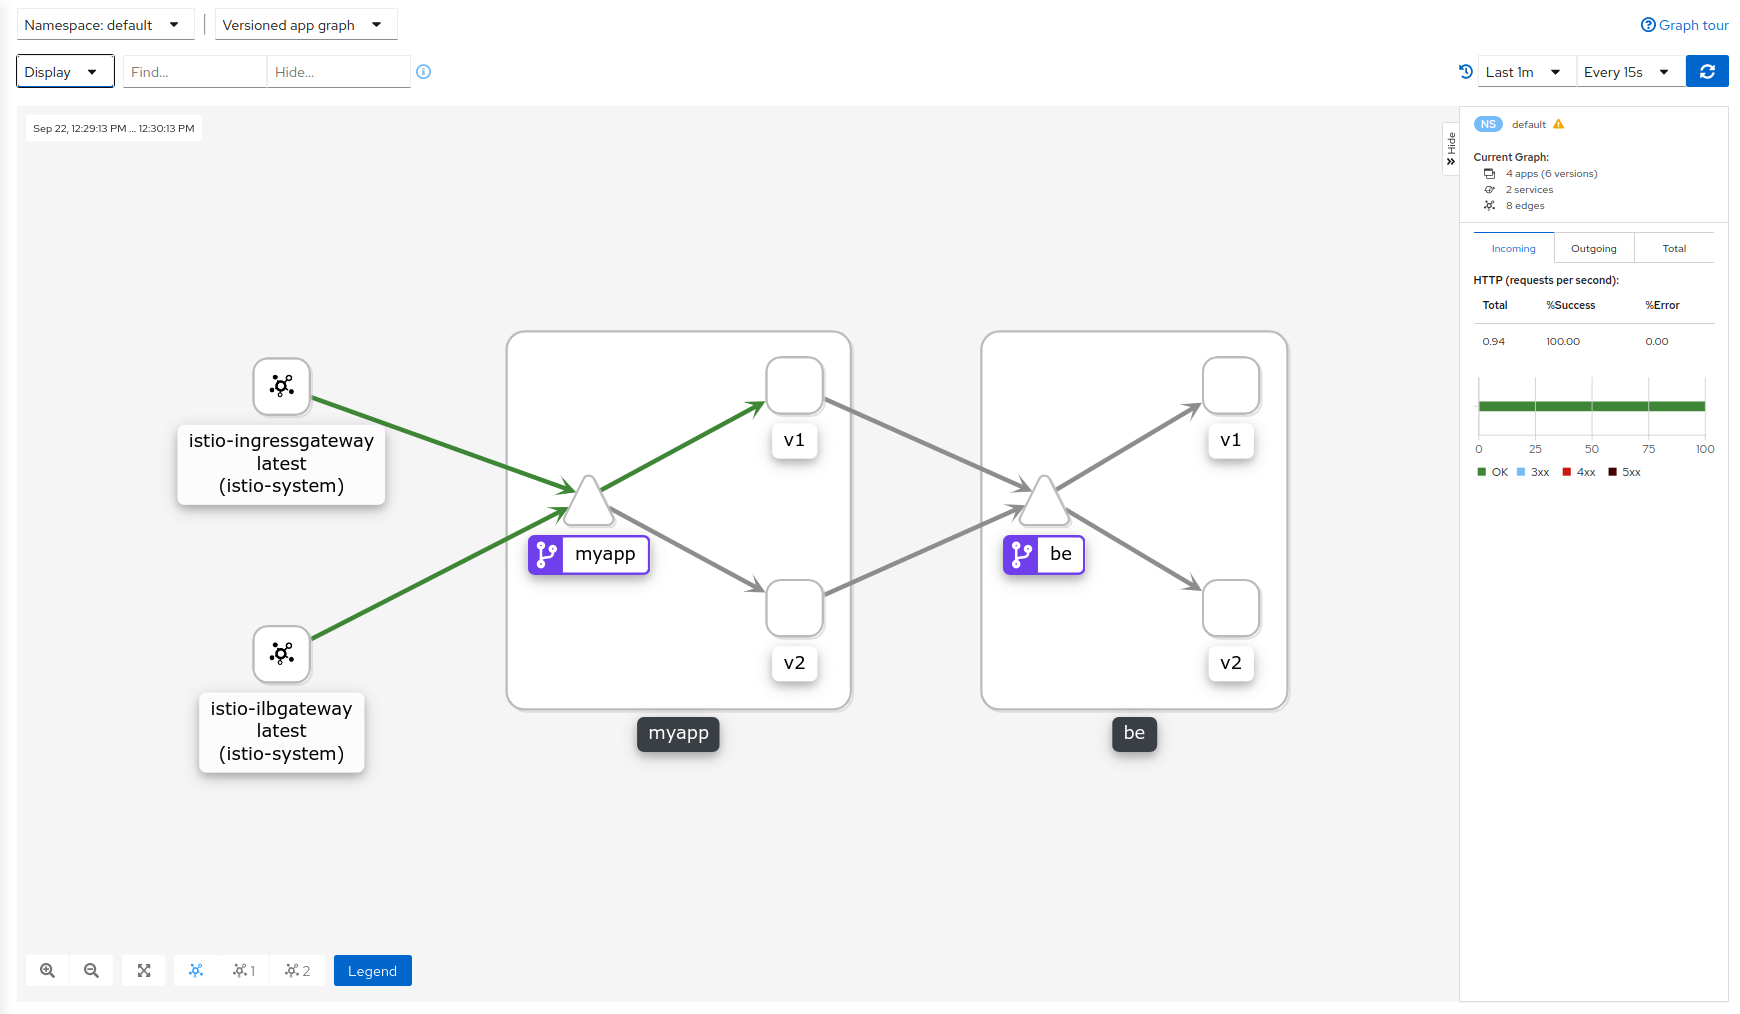 Namespace: default
Versioned app graph
Graph tour
Display
Find...
Hide...
Last 1m
Every 15s
Sep 22, 12:29:13 PM ... 12:30:13 PM
Hide
NS default
Current Graph:
4 apps (6 versions)
2 services
8 edges
Incoming
Outgoing
Total
HTTP (requests per second):
Total %Success %Error
0.94 100.00 0.00
0 25 50 75 100
OK 3xx 4xx 5xx
istio-ingressgateway
latest
(istio-system)
istio-ilbgateway
latest
(istio-system)
myapp
v1
v2
myapp
be
v1
v2
be
1
2
Legend